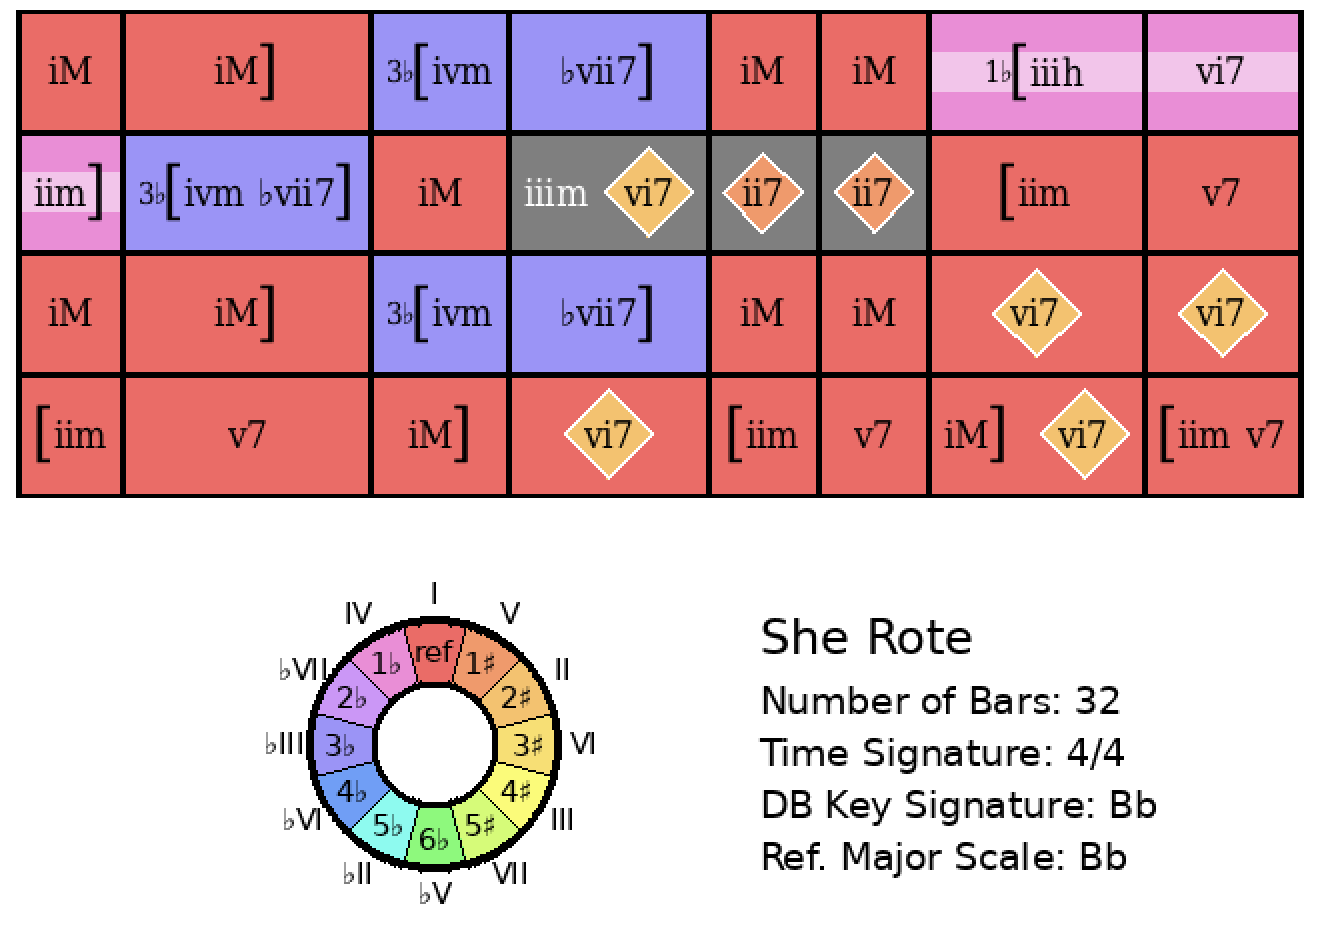 iM iM] 3♭[ivm ♭vii7] iM iM 1♭[iiih vi7
iim] 3♭[ivm ♭vii7] iM iiim vi7 ii7 ii7 [iim v7
iM iM] 3♭[ivm ♭vii7] iM iM vi7 vi7
[iim v7 iM] vi7 [iim v7 iM] vi7 [iim v7
I
IV V
♭VII II
♭III VI
♭VI III
♭II VII
♭V
ref
1♭ 1♯
2♭ 2♯
3♭ 3♯
4♭ 4♯
5♭ 5♯
6♭
She Rote
Number of Bars: 32
Time Signature: 4/4
DB Key Signature: Bb
Ref. Major Scale: Bb